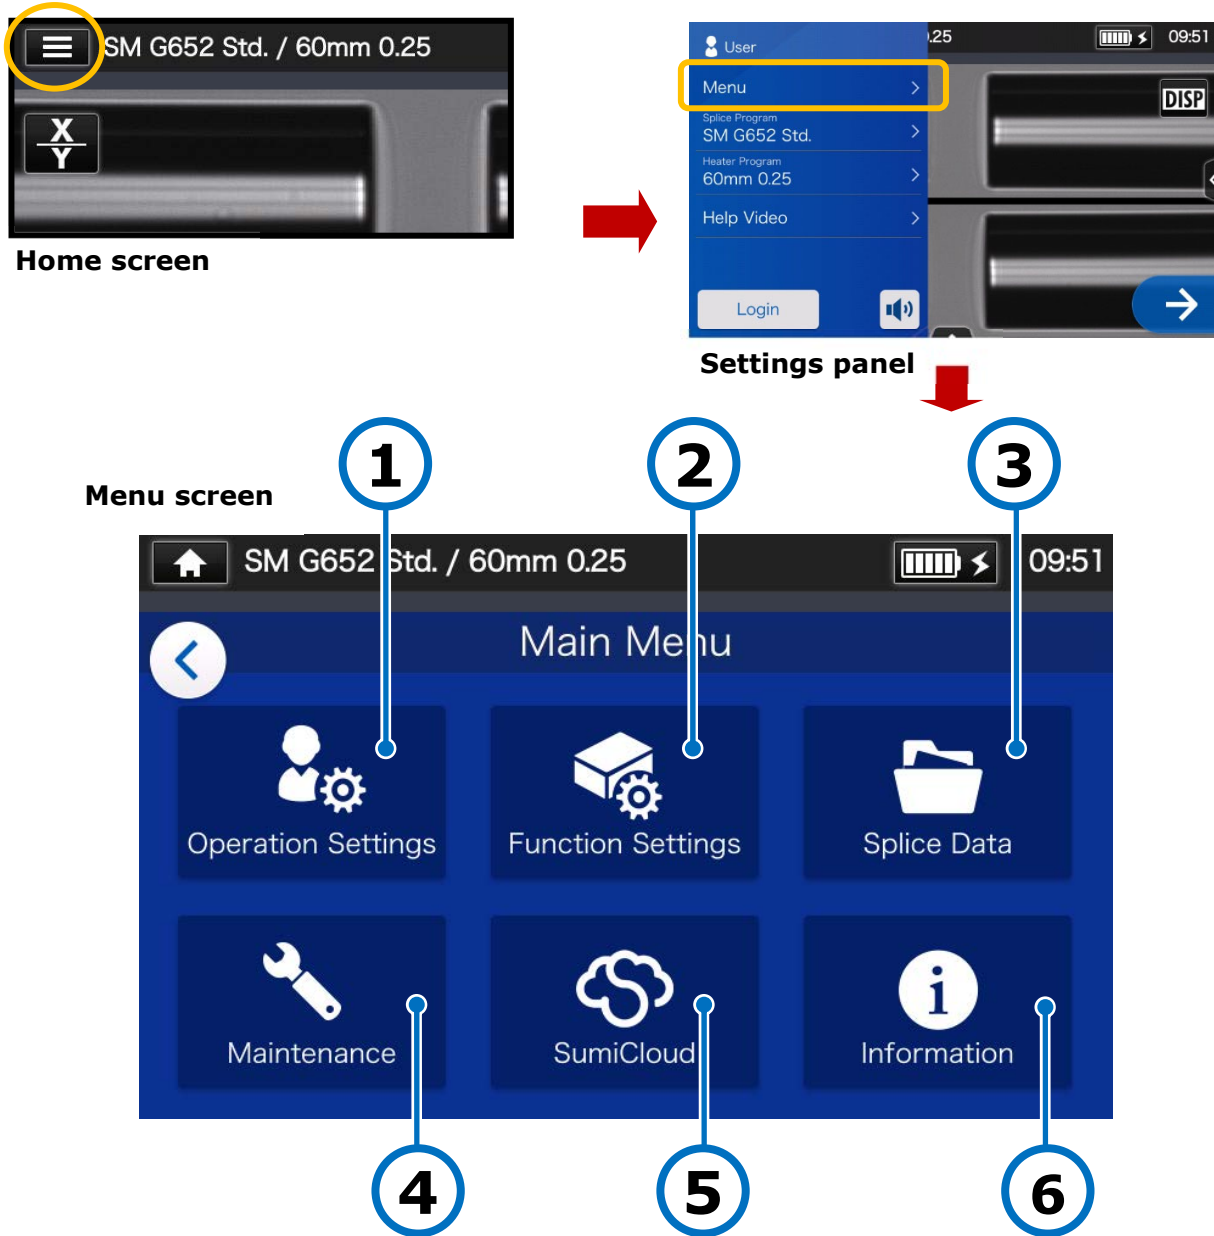 SM G652 Std. / 60mm 0.25
X
Y
Home screen
User
.25
09:51
Menu
DISP
Splice Program
SM G652 Std.
Heater Program
60mm 0.25
Help Video
Login
Settings panel
1
2
3
Menu screen
SM G652 Std. / 60mm 0.25
09:51
Main Menu
Operation Settings
Function Settings
Splice Data
Maintenance
SumiCloud
Information
4
5
6